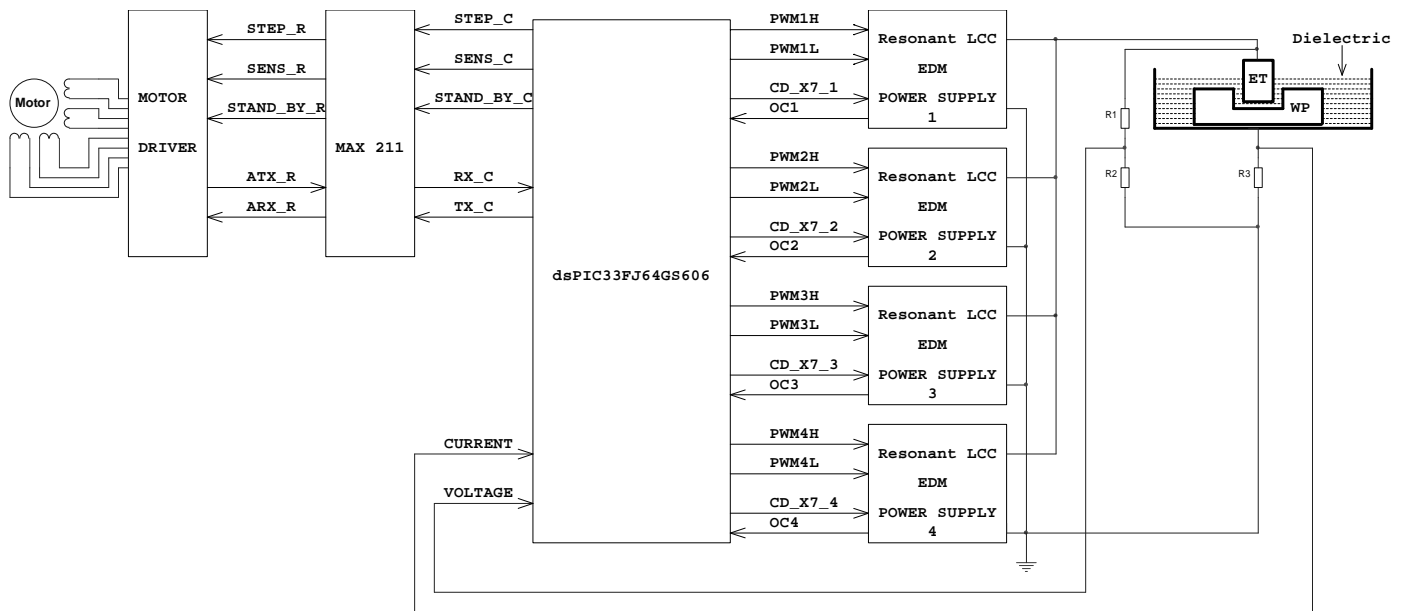 STEP_R
SENS_R
STAND_BY_R
ATX_R
ARX_R
Motor
MOTOR
DRIVER
MAX 211
STEP_C
SENS_C
STAND_BY_C
RX_C
TX_C
CURRENT
VOLTAGE
dsPIC33FJ64GS606
PWM1H
PWM1L
CD_X7_1
OC1
Resonant LCC
EDM
POWER SUPPLY
1
PWM2H
PWM2L
CD_X7_2
OC2
Resonant LCC
EDM
POWER SUPPLY
2
PWM3H
PWM3L
CD_X7_3
OC3
Resonant LCC
EDM
POWER SUPPLY
3
PWM4H
PWM4L
CD_X7_4
OC4
Resonant LCC
EDM
POWER SUPPLY
4
Dielectric
ET
WP
R1
R2
R3